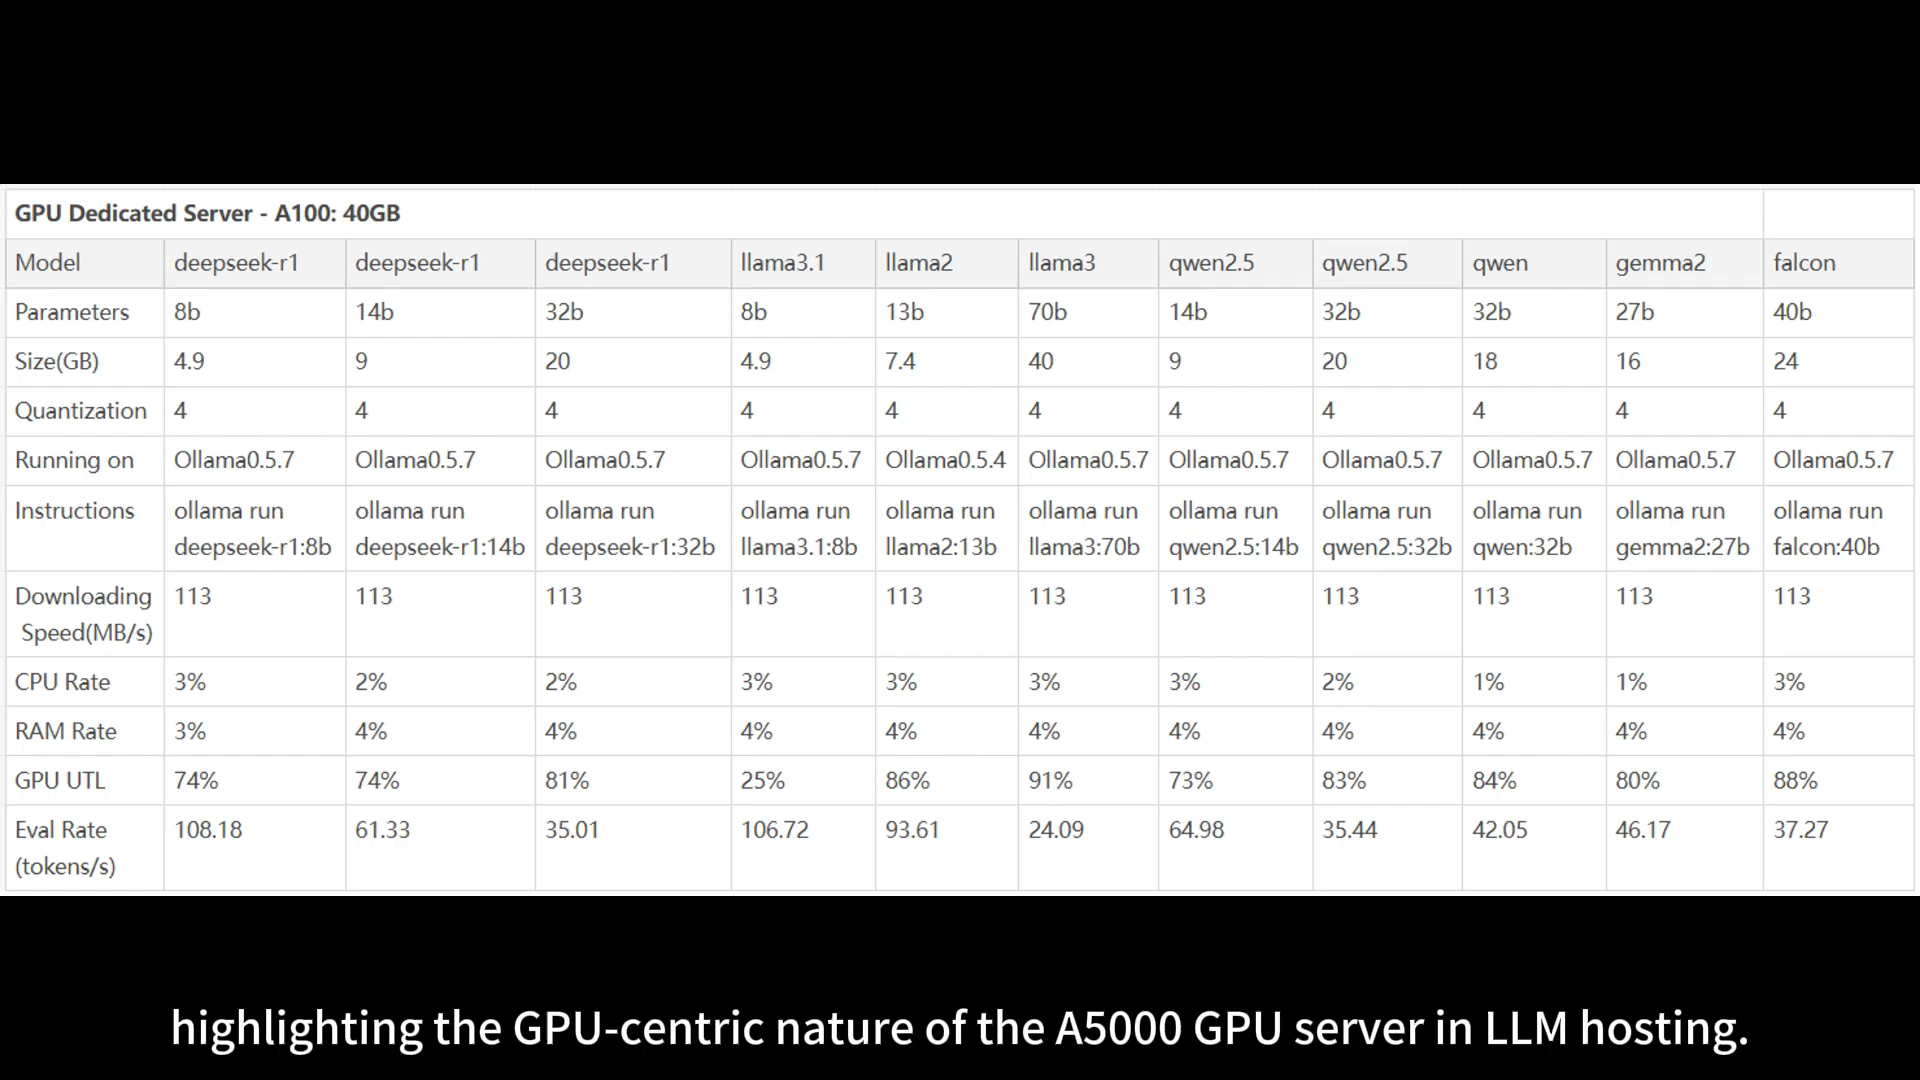 GPU Dedicated Server - A100: 40GB
Model deepseek-r1 deepseek-r1 deepseek-r1 llama3.1 llama2 llama3 qwen2.5 qwen2.5 qwen gemma2 falcon
Parameters 8b 14b 32b 8b 13b 70b 14b 32b 32b 27b 40b
Size(GB) 4.9 9 20 4.9 7.4 40 9 20 18 16 24
Quantization 4 4 4 4 4 4 4 4 4 4 4
Running on Ollama0.5.7 Ollama0.5.7 Ollama0.5.7 Ollama0.5.7 Ollama0.5.4 Ollama0.5.7 Ollama0.5.7 Ollama0.5.7 Ollama0.5.7 Ollama0.5.7 Ollama0.5.7
Instructions ollama run ollama run ollama run ollama run ollama run ollama run ollama run ollama run ollama run ollama run ollama run
deepseek-r1:8b deepseek-r1:14b deepseek-r1:32b llama3.1:8b llama2:13b llama3:70b qwen2.5:14b qwen2.5:32b qwen:32b gemma2:27b falcon:40b
Downloading 113 113 113 113 113 113 113 113 113 113 113
Speed(MB/s)
CPU Rate 3% 2% 2% 3% 3% 3% 3% 2% 1% 1% 3%
RAM Rate 3% 4% 4% 4% 4% 4% 4% 4% 4% 4% 4%
GPU UTL 74% 74% 81% 25% 86% 91% 73% 83% 84% 80% 88%
Eval Rate 108.18 61.33 35.01 106.72 93.61 24.09 64.98 35.44 42.05 46.17 37.27
(tokens/s)
highlighting the GPU-centric nature of the A5000 GPU server in LLM hosting.